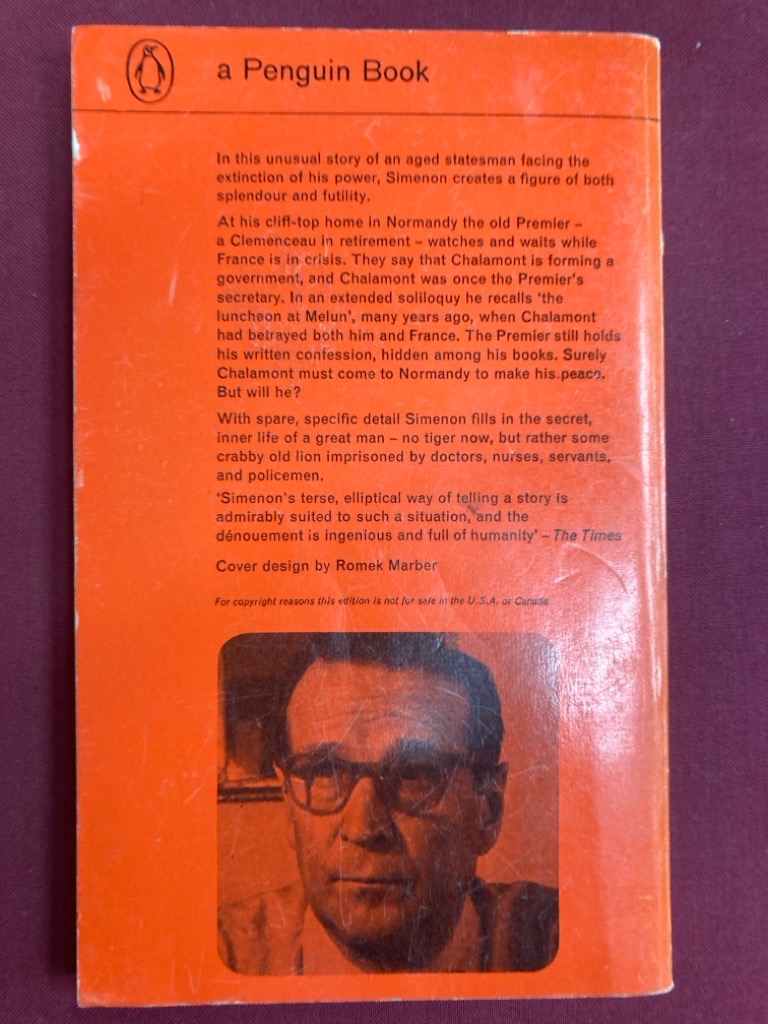 a Penguin Book
In this unusual story of an aged statesman facing the
extinction of his power, Simenon creates a figure of both
splendour and futility.
At his cliff-top home in Normandy the old Premier –
a Clemenceau in retirement – watches and waits while
France is in crisis. They say that Chalamont is forming a
government, and Chalamont was once the Premier's
secretary. In an extended soliloquy he recalls 'the
luncheon at Melun', many years ago, when Chalamont
had betrayed both him and France. The Premier still holds
his written confession, hidden among his books. Surely
Chalamont must come to Normandy to make his peace.
But will he?
With spare, specific detail Simenon fills in the secret,
inner life of a great man – no tiger now, but rather some
crabby old lion imprisoned by doctors, nurses, servants,
and policemen.
'Simenon's terse, elliptical way of telling a story is
admirably suited to such a situation, and the
dénouement is ingenious and full of humanity' – The Times
Cover design by Romek Marber
For copyright reasons this edition is not for sale in the U.S.A. or Canada